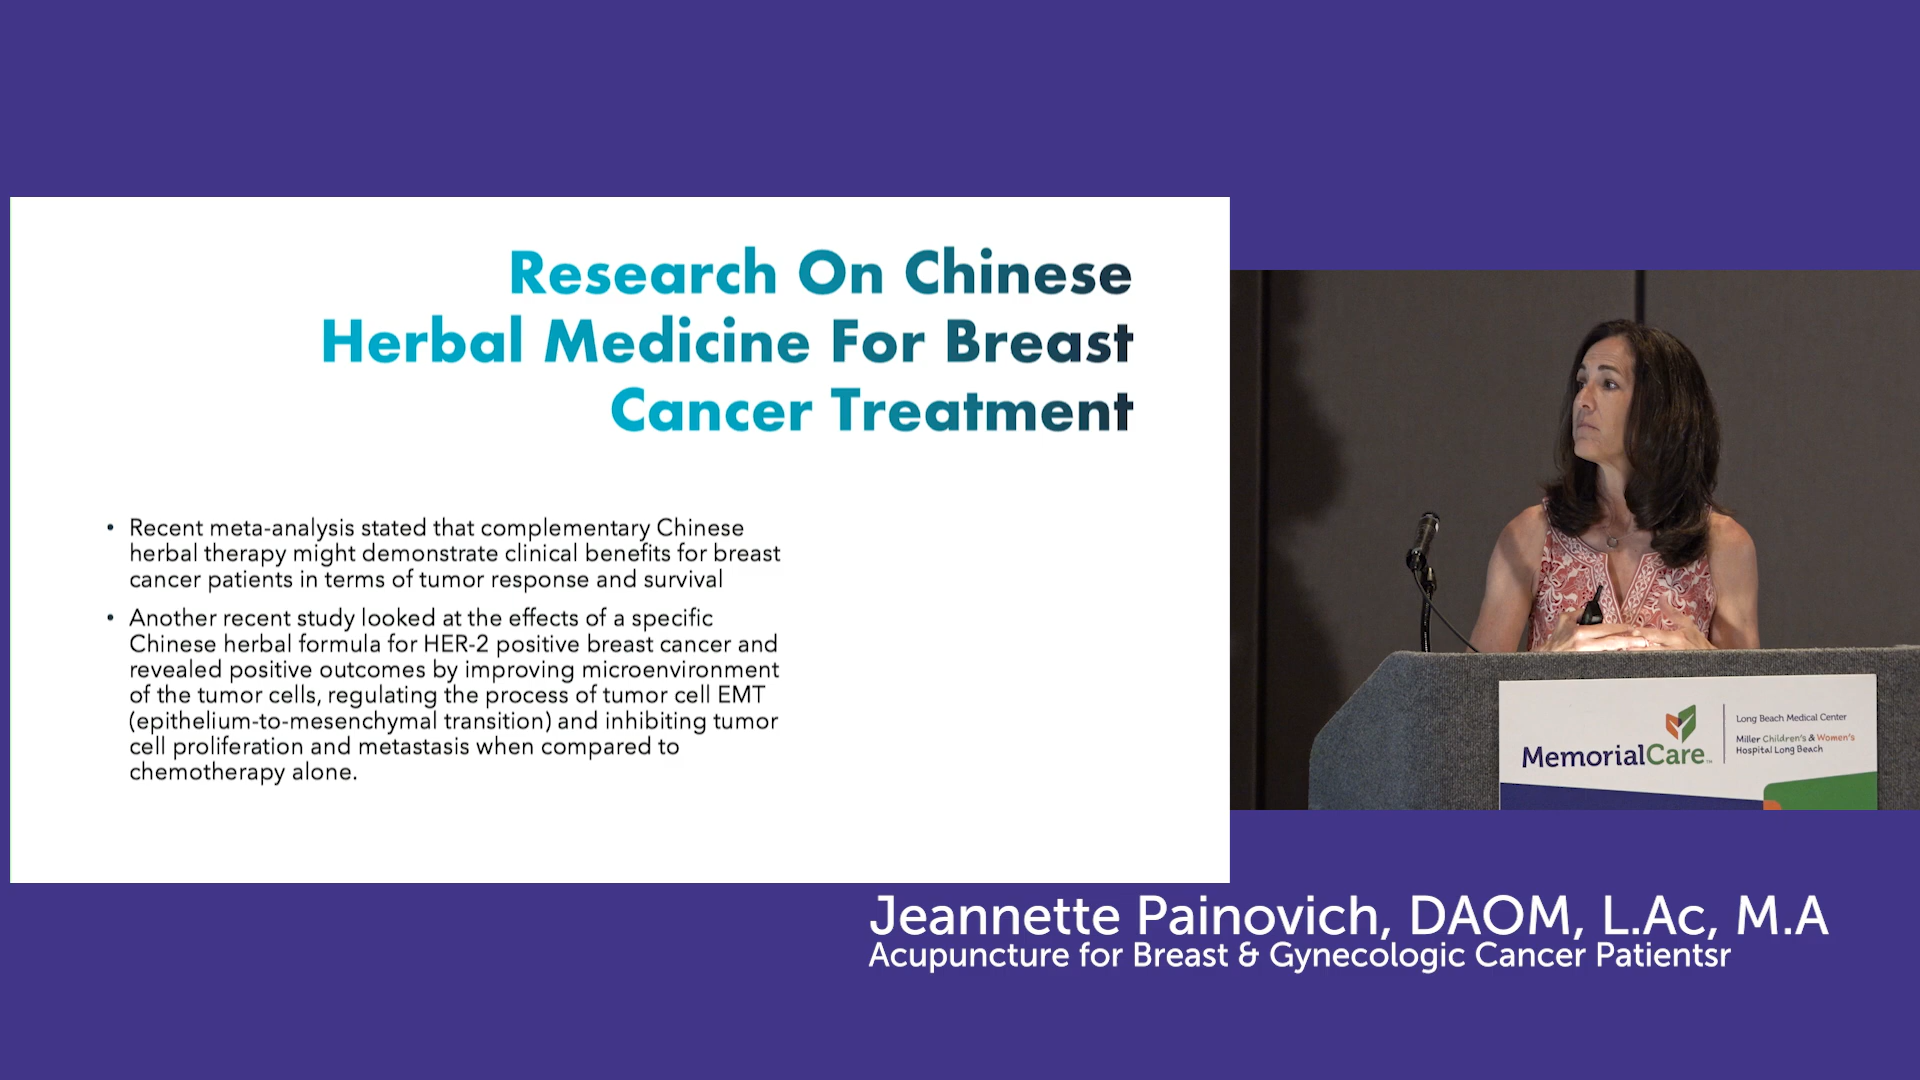 Research On Chinese
Herbal Medicine For Breast
Cancer Treatment
• Recent meta-analysis stated that complementary Chinese
herbal therapy might demonstrate clinical benefits for breast
cancer patients in terms of tumor response and survival
• Another recent study looked at the effects of a specific
Chinese herbal formula for HER-2 positive breast cancer and
revealed positive outcomes by improving microenvironment
of the tumor cells, regulating the process of tumor cell EMT
(epithelium-to-mesenchymal transition) and inhibiting tumor
cell proliferation and metastasis when compared to
chemotherapy alone.
MemorialCare™
Long Beach Medical Center
Miller Children's & Women's
Hospital Long Beach
Jeannette Painovich, DAOM, L.Ac, M.A
Acupuncture for Breast & Gynecologic Cancer Patientsr